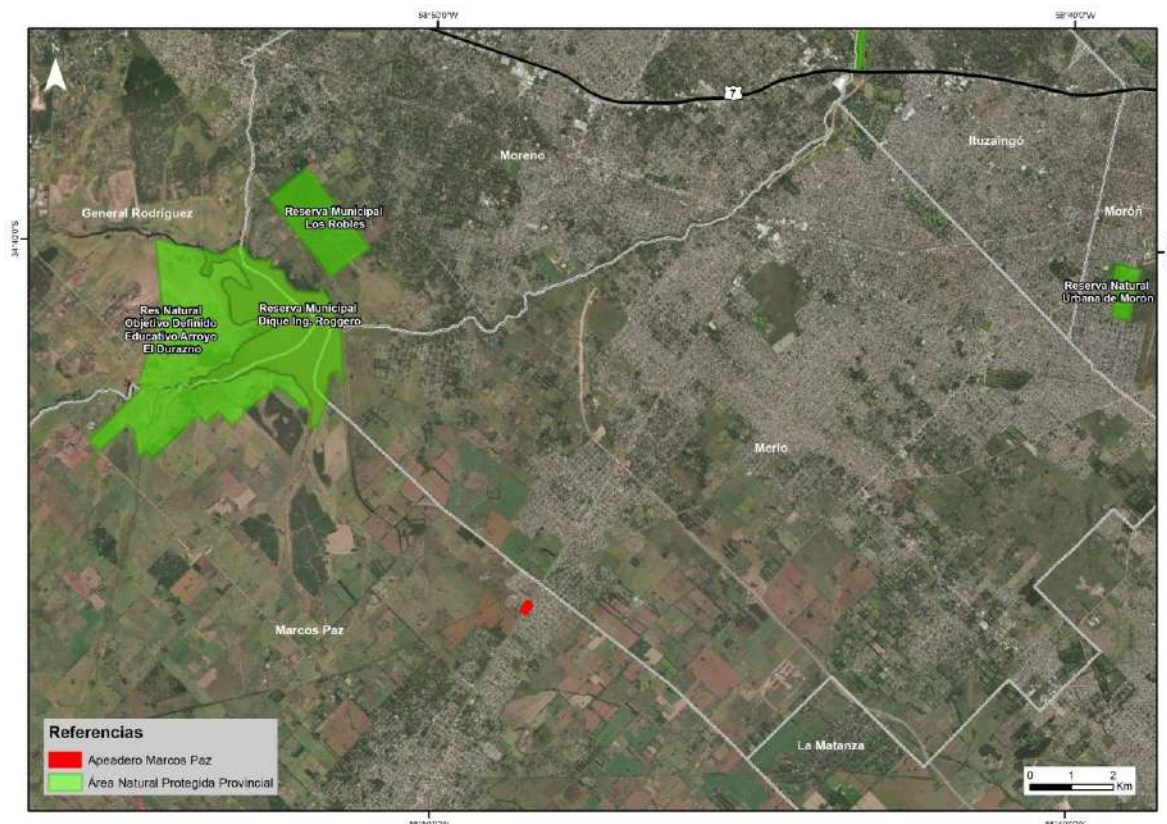 58°50'0"W
58°40'0"W
N
7
Moreno
Ituzaingó
General Rodríguez
Reserva Municipal
Los Robles
Morón
34°40'0"S
Reserva Natural
Urbana de Morón
Res Natural
Objetivo Definido
Educativo Arroyo
El Durazno
Reserva Municipal
Dique Ing. Roggero
Merlo
Marcos Paz
La Matanza
Referencias
Apeadero Marcos Paz
Área Natural Protegida Provincial
0 1 2
Km